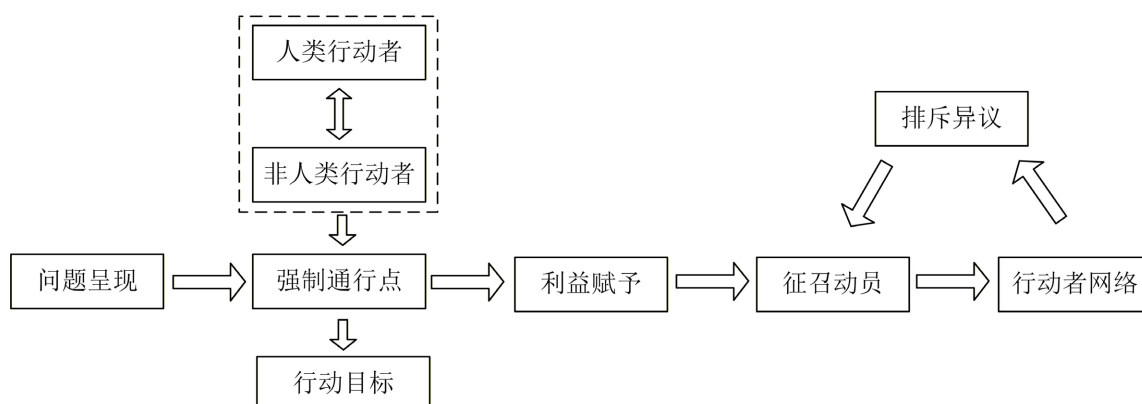 人类行动者
非人类行动者
排斥异议
问题呈现
强制通行点
利益赋予
征召动员
行动者网络
行动目标